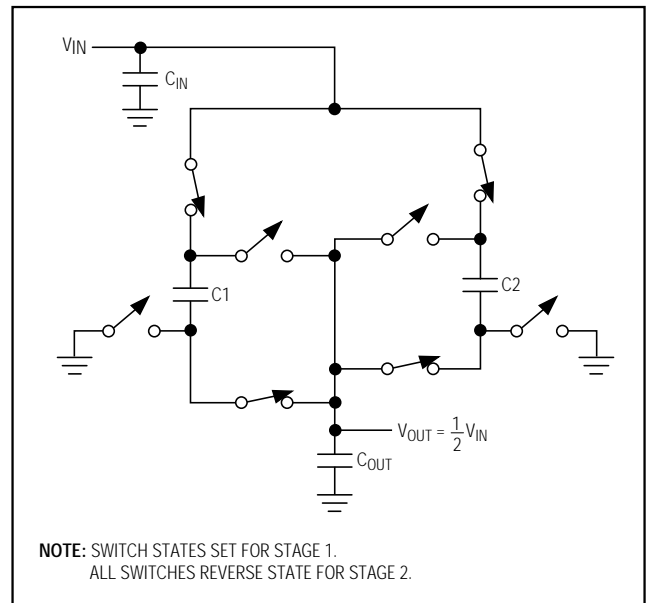 VIN
CIN
C1
C2
VOUT = 1/2 VIN
COUT
NOTE: SWITCH STATES SET FOR STAGE 1.
ALL SWITCHES REVERSE STATE FOR STAGE 2.